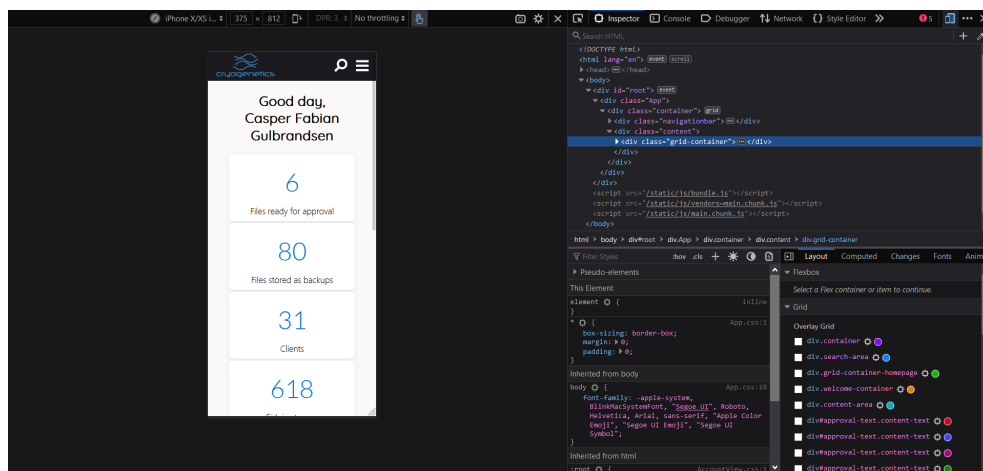 iPhone X/XS i...
375 × 812
DPR: 3
No throttling
Inspector
Console
Debugger
Network
Style Editor
5
Search HTML
cryogenetics
Good day,
Casper Fabian
Gulbrandsen
6
Files ready for approval
80
Files stored as backups
31
Clients
618
<!DOCTYPE html>
<html lang="en"> event scroll
<head> </head>
<body>
<div id="root"> event
<div class="App">
<div class="container"> grid
<div class="navigationbar"> </div>
<div class="content">
<div class="grid-container"> </div>
</div>
</div>
</div>
</div>
<script src="/static/js/bundle.js"></script>
<script src="/static/js/vendors~main.chunk.js"></script>
<script src="/static/js/main.chunk.js"></script>
</body>
html > body > div#root > div.App > div.container > div.content > div.grid-container
Filter Styles
:hov .cls +
Pseudo-elements
This Element
element { inline
}
* { App.css:1
box-sizing: border-box;
margin: 0;
padding: 0;
}
Inherited from body
body { App.css:18
font-family: -apple-system,
BlinkMacSystemFont, "Segoe UI", Roboto,
Helvetica, Arial, sans-serif, "Apple Color
Emoji", "Segoe UI Emoji", "Segoe UI
Symbol";
}
Inherited from html
:root { AccountView.css:1
Layout Computed Changes Fonts Anim
Flexbox
Select a Flex container or item to continue.
Grid
Overlay Grid
div.container
div.search-area
div.grid-container-homepage
div.welcome-container
div.content-area
div#approval-text.content-text
div#approval-text.content-text
div#approval-text.content-text
div#approval-text.content-text